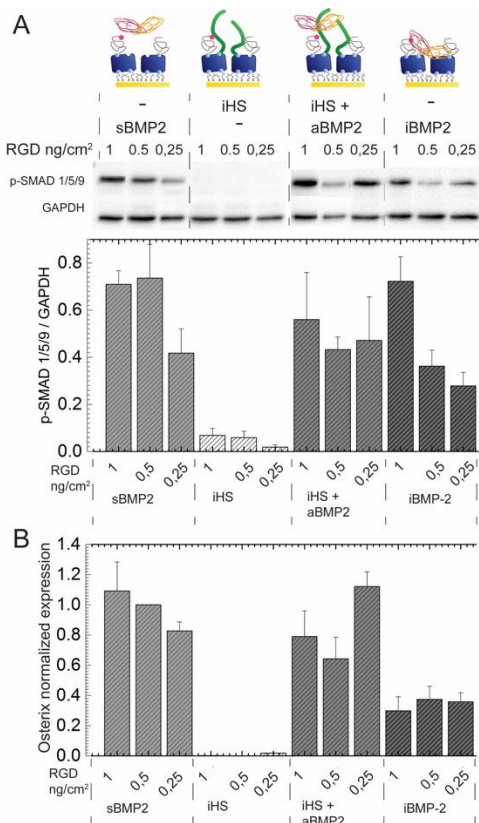 A
- iHS iHS + -
sBMP2 - aBMP2 iBMP2
RGD ng/cm² 1 0.5 0,25 1 0.5 0,25 1 0.5 0,25 1 0.5 0,25
p-SMAD 1/5/9
GAPDH
p-SMAD 1/5/9 / GAPDH
0.8
0.6
0.4
0.2
0.0
RGD 1 0,5 0,25 1 0,5 0,25 1 0,5 0,25 1 0,5 0,25
ng/cm²
sBMP2 iHS iHS + iBMP-2
aBMP2
B
Osterix normalized expression
1.4
1.2
1.0
0.8
0.6
0.4
0.2
0.0
RGD 1 0,5 0,25 1 0,5 0,25 1 0,5 0,25 1 0,5 0,25
ng/cm²
sBMP2 iHS iHS + iBMP-2
aBMP2